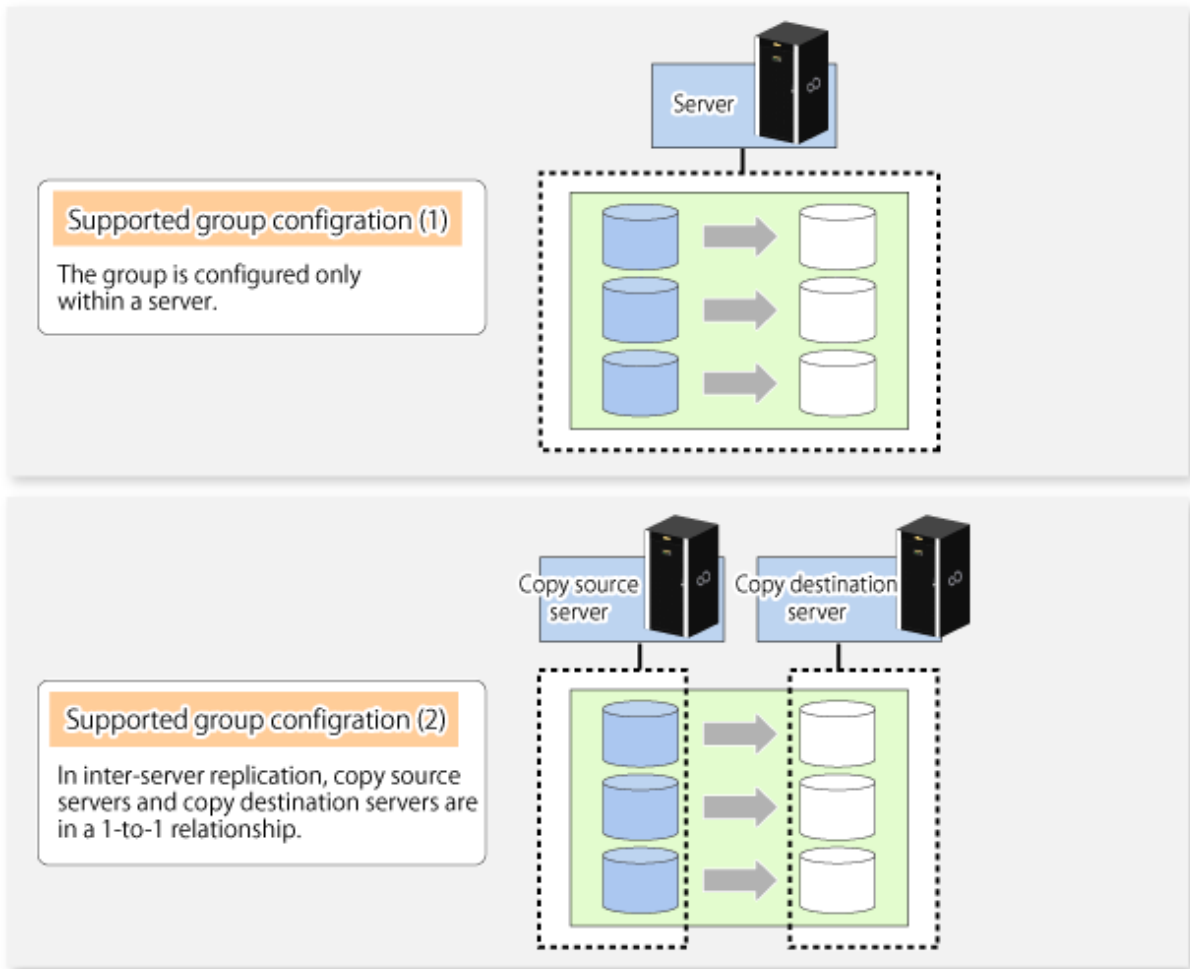 Server
Supported group configration (1)
The group is configured only
within a server.
Copy source
server
Copy destination
server
Supported group configration (2)
In inter-server replication, copy source
servers and copy destination servers are
in a 1-to-1 relationship.